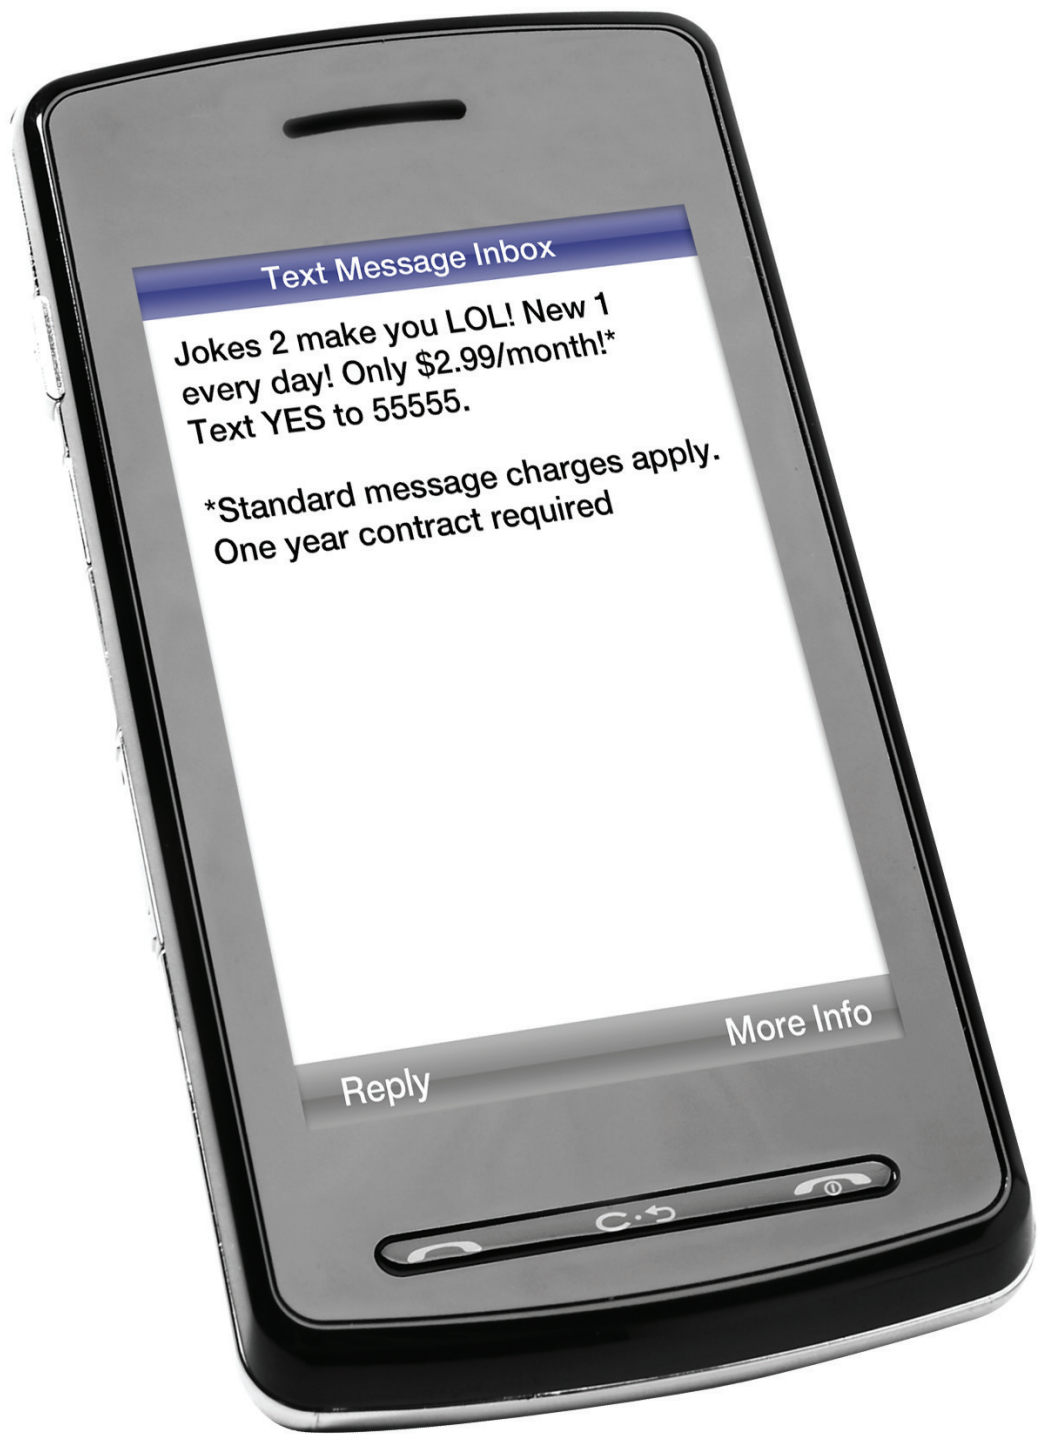 Text Message Inbox
Jokes 2 make you LOL! New 1
every day! Only $2.99/month!*
Text YES to 55555.
*Standard message charges apply.
One year contract required
Reply
More Info